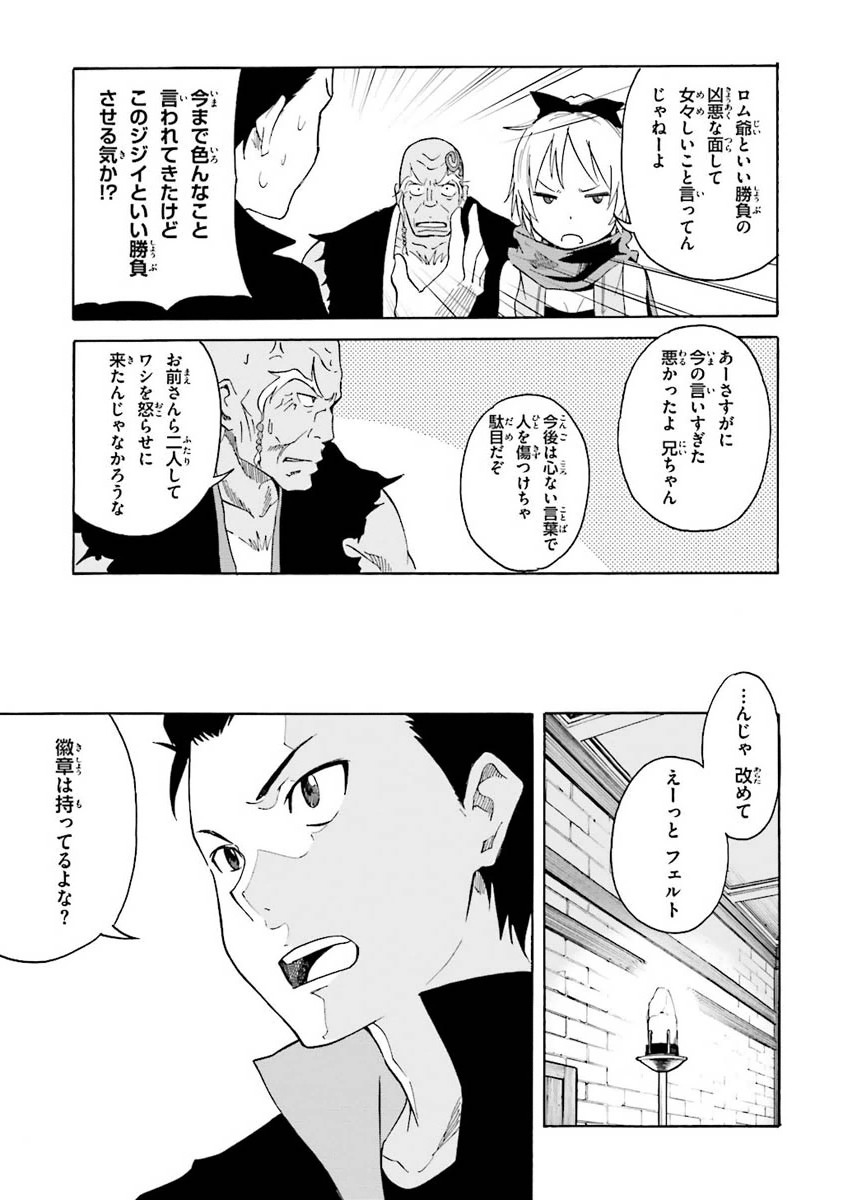 ロム爺といい勝負の
凶悪な面して
女々しいこと言ってん
じゃねーよ
今まで色んなこと
言われてきたけど
このジジイといい勝負
させる気か!?
あーさすがに
今の言いすぎた
悪かったよ 兄ちゃん
今後は心ない言葉で
人を傷つけちゃ
駄目だぞ
お前さんら二人して
ワシを怒らせに
来たんじゃなかろうな
…んじゃ 改めて
えーっと フェルト
徽章は持ってるよな?